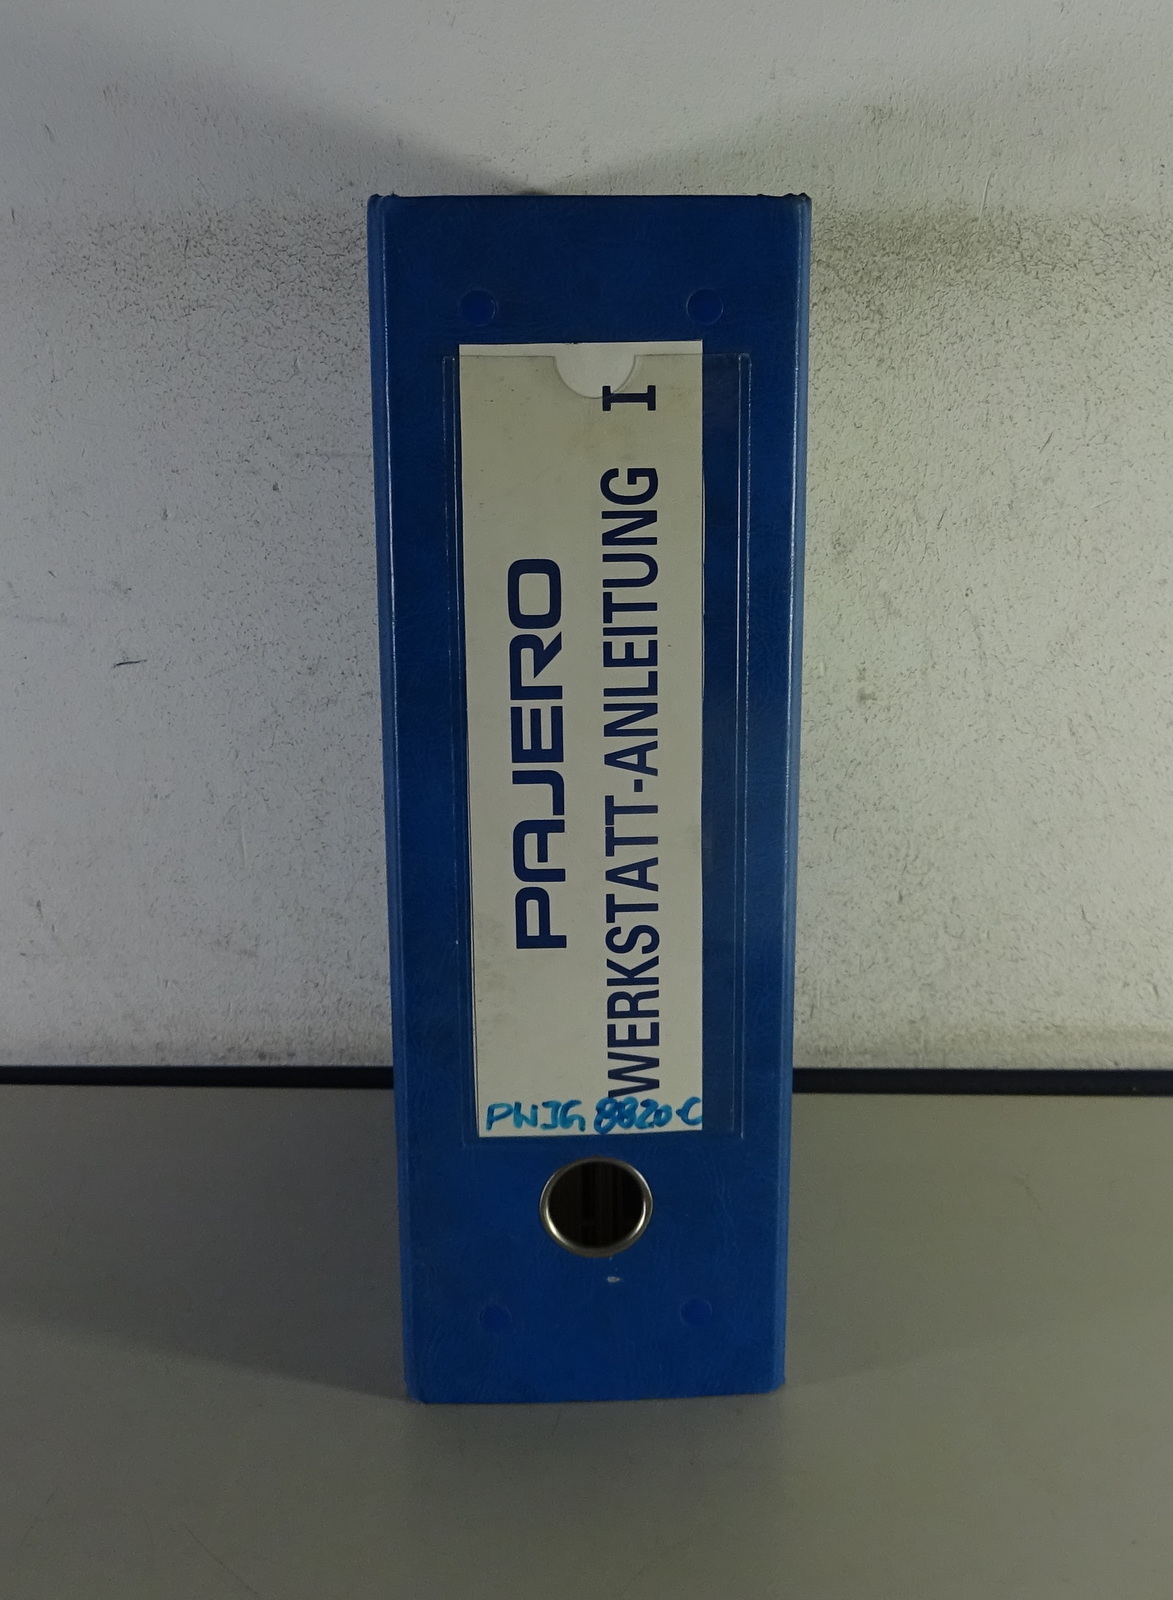 PAJERO
WERKSTATT-ANLEITUNG I
PWJG 8820-C